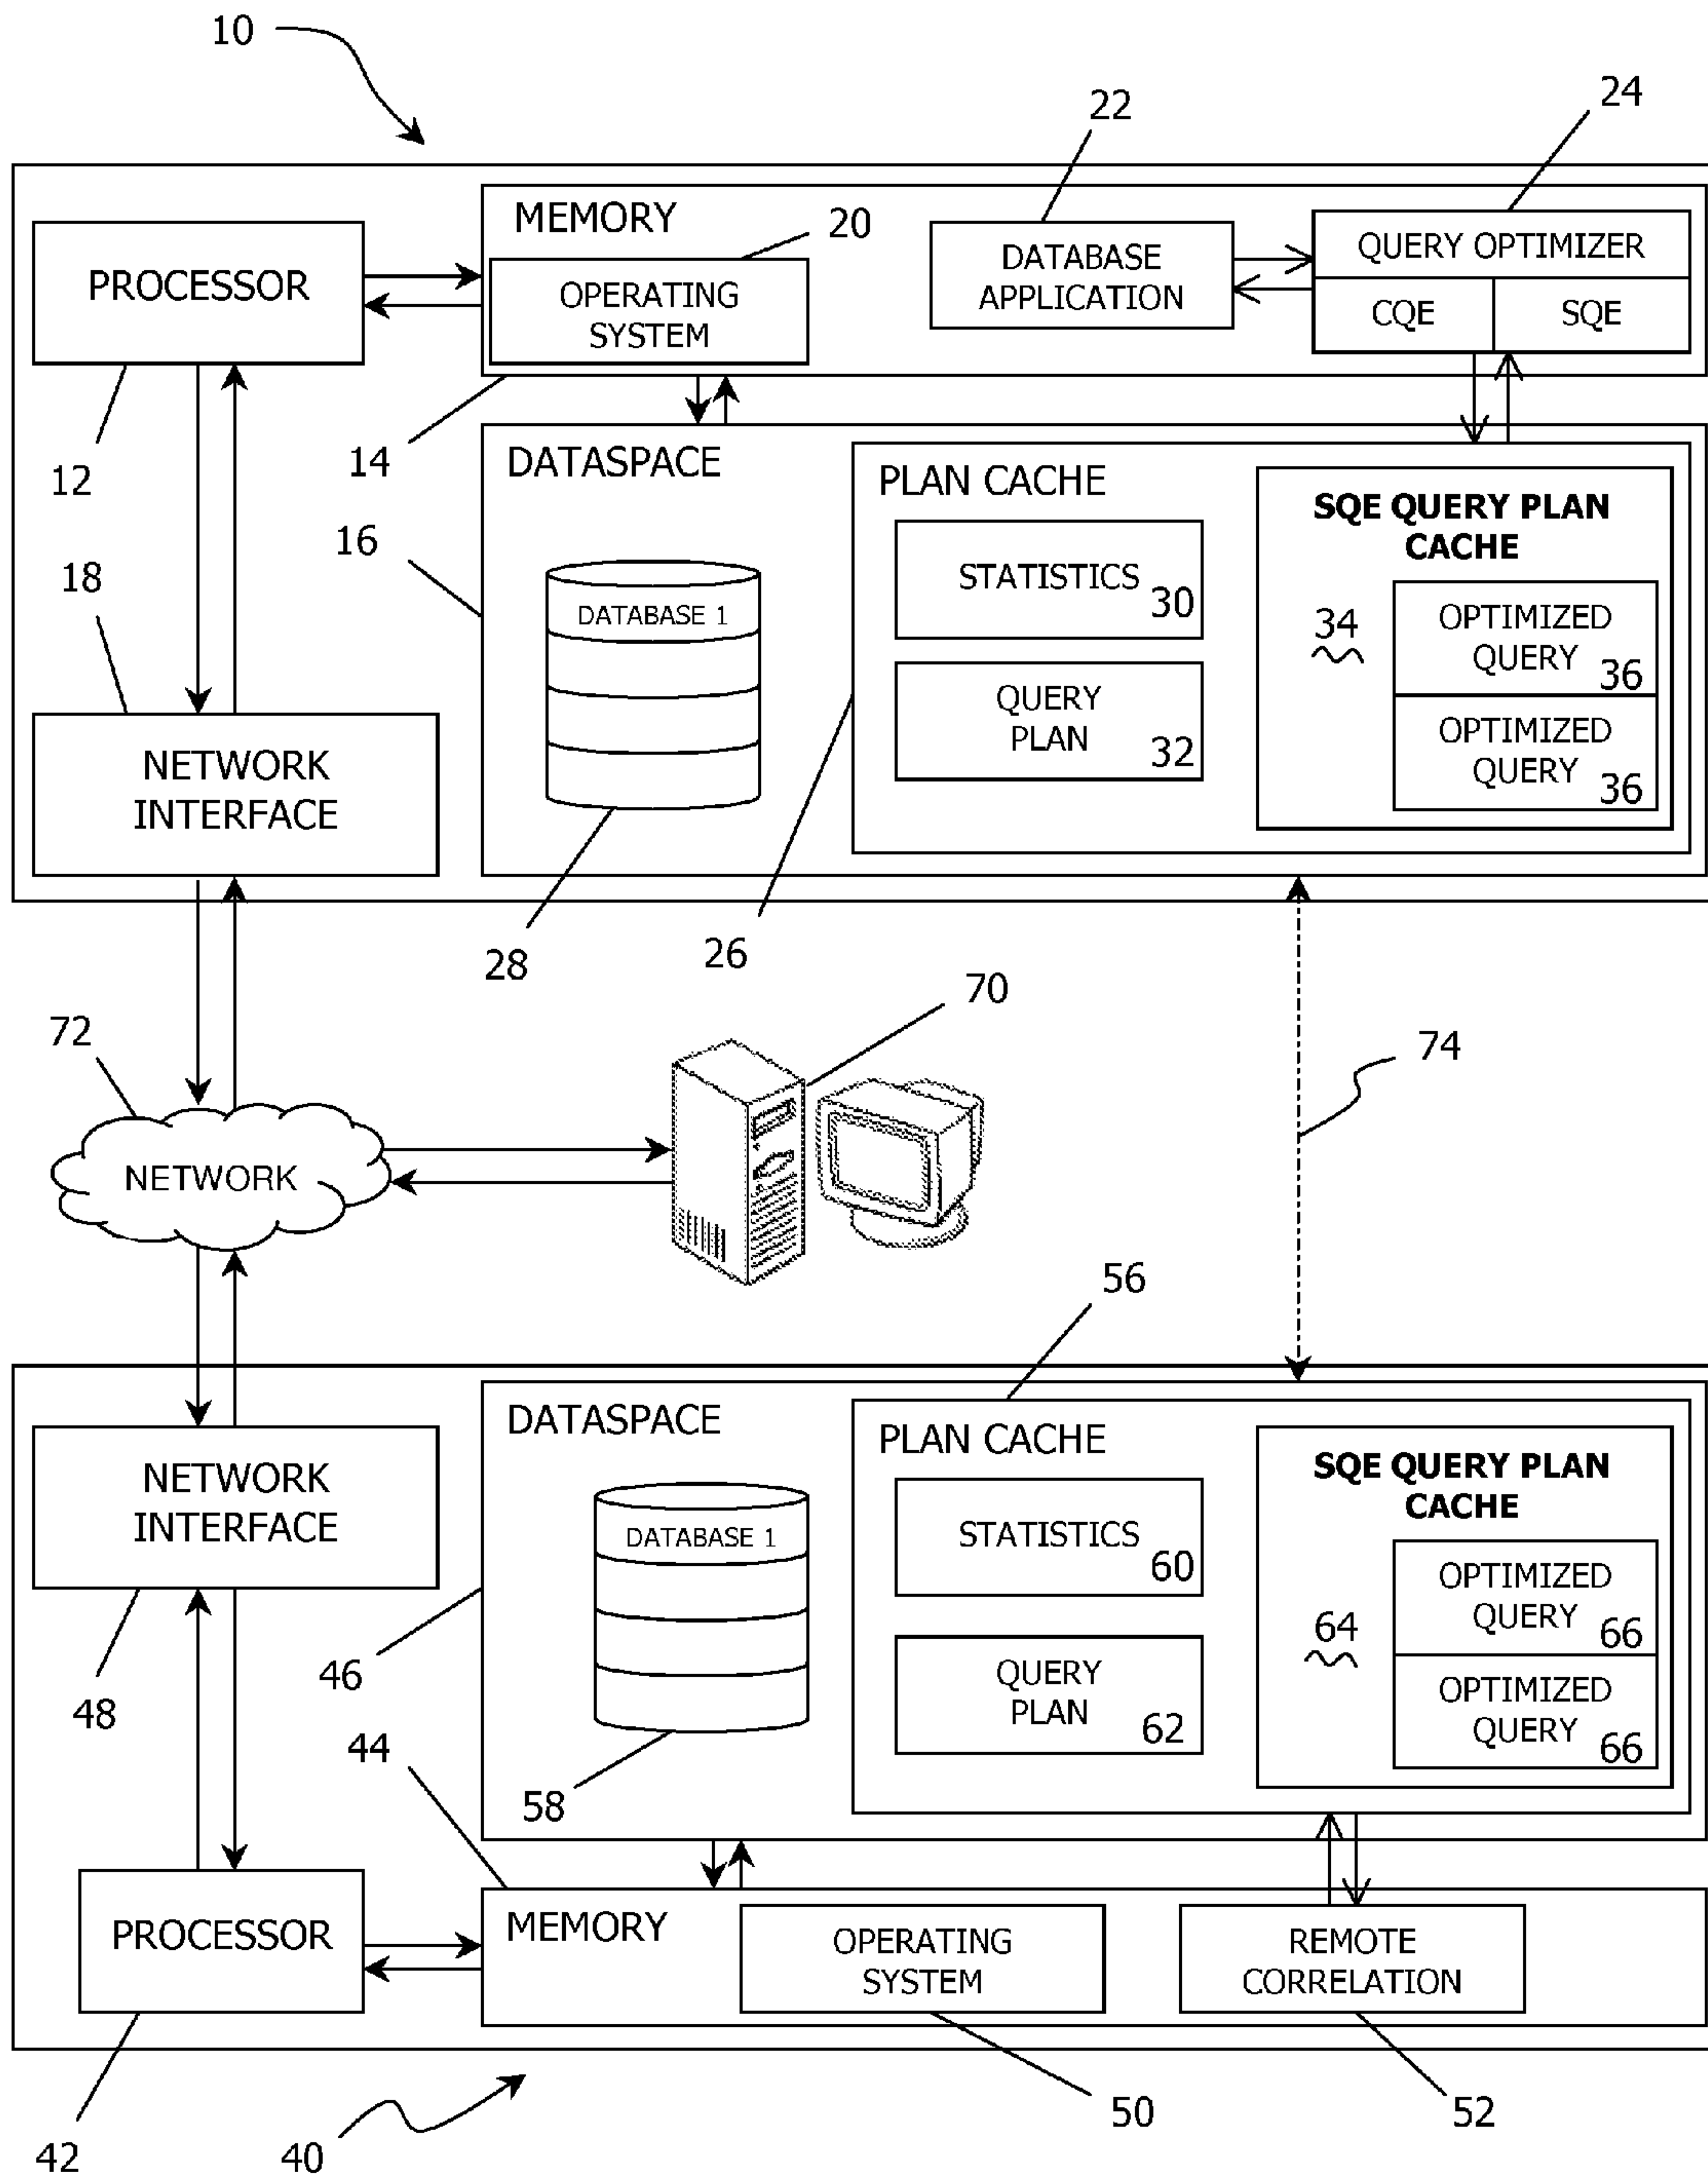 10
22
24
MEMORY
20
PROCESSOR
OPERATING
SYSTEM
DATABASE
APPLICATION
QUERY OPTIMIZER
CQE
SQE
12
14
DATASPACE
PLAN CACHE
SQE QUERY PLAN
CACHE
16
18
DATABASE 1
STATISTICS
30
34
OPTIMIZED
QUERY
36
QUERY
PLAN
32
OPTIMIZED
QUERY
36
NETWORK
INTERFACE
28
26
70
72
74
NETWORK
56
DATASPACE
PLAN CACHE
SQE QUERY PLAN
CACHE
NETWORK
INTERFACE
DATABASE 1
STATISTICS
60
64
OPTIMIZED
QUERY
66
48
46
QUERY
PLAN
62
OPTIMIZED
QUERY
66
44
58
PROCESSOR
MEMORY
OPERATING
SYSTEM
REMOTE
CORRELATION
42
40
50
52